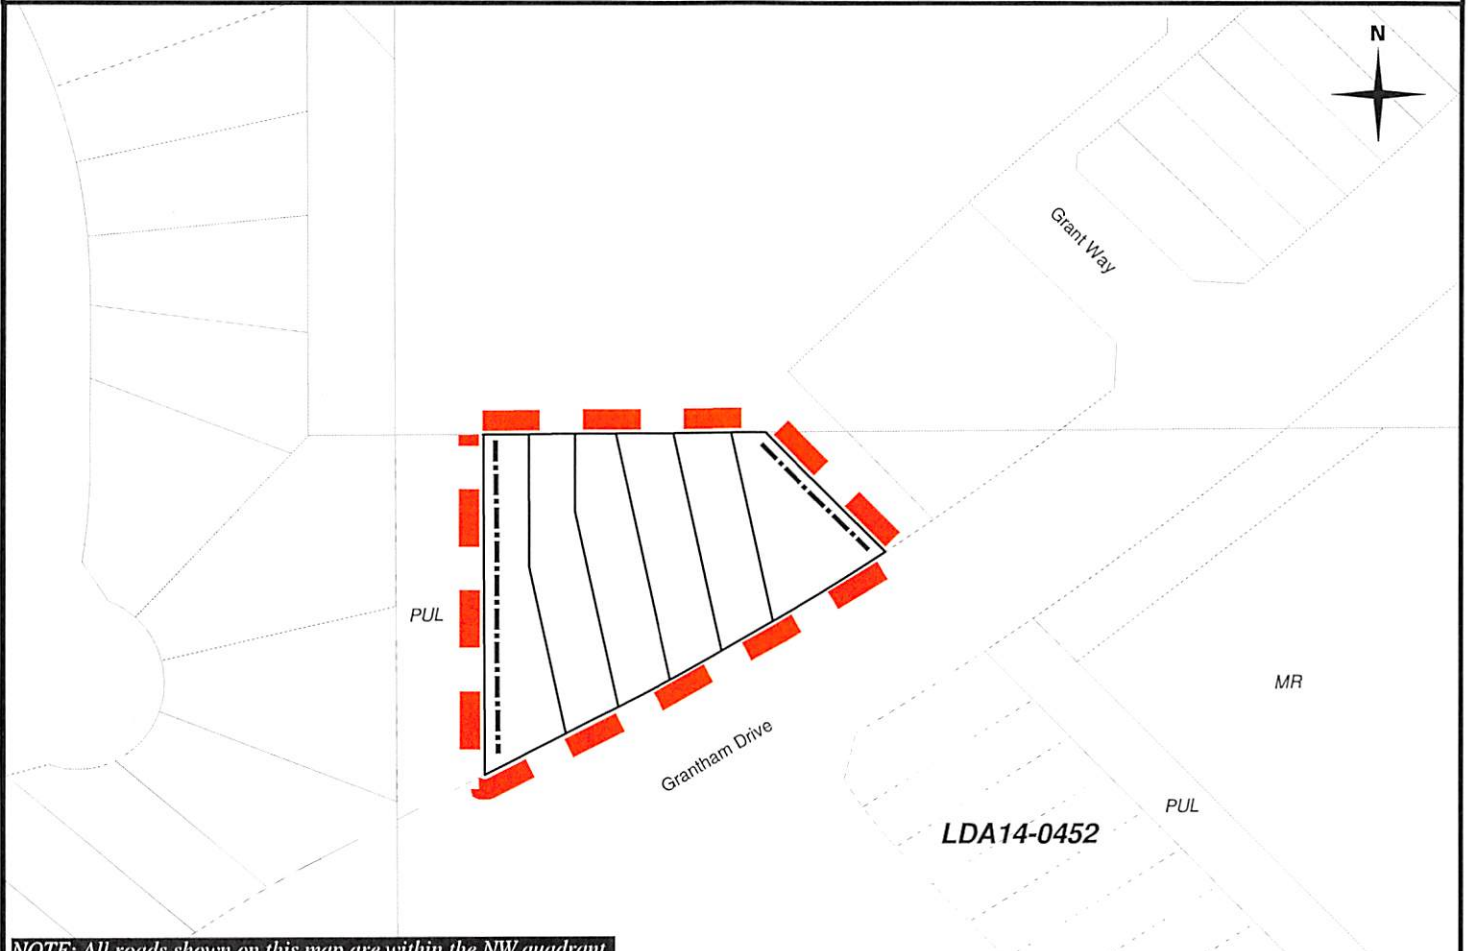 N
Grant Way
PUL
MR
Grantham Drive
PUL
LDA14-0452
NOTE: All roads shown on this map are within the NW quadrant